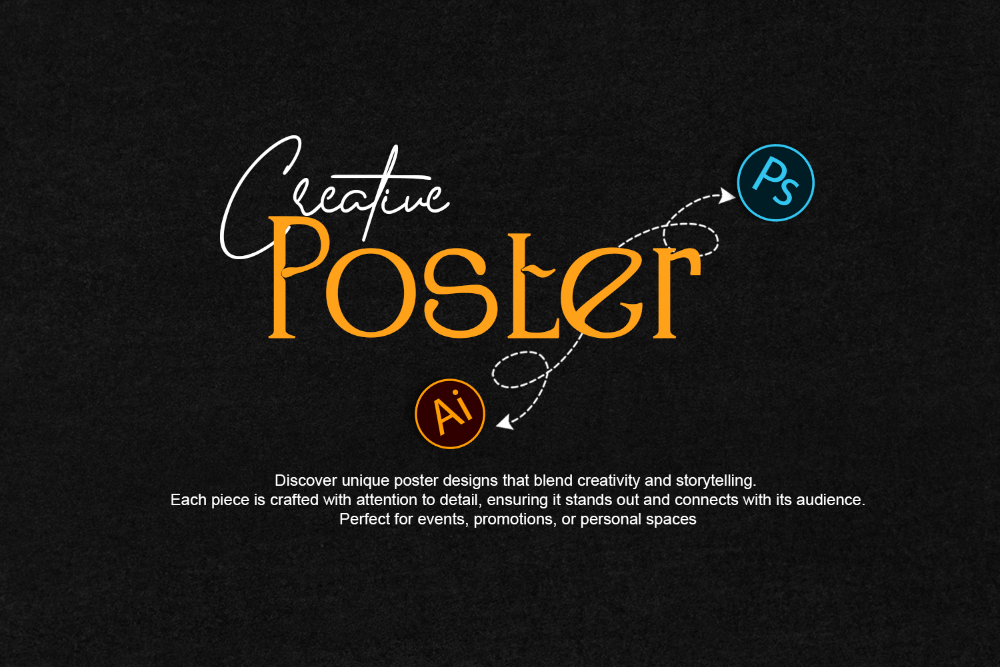 Creative
Poster
Ps
Ai
Discover unique poster designs that blend creativity and storytelling.
Each piece is crafted with attention to detail, ensuring it stands out and connects with its audience.
Perfect for events, promotions, or personal spaces